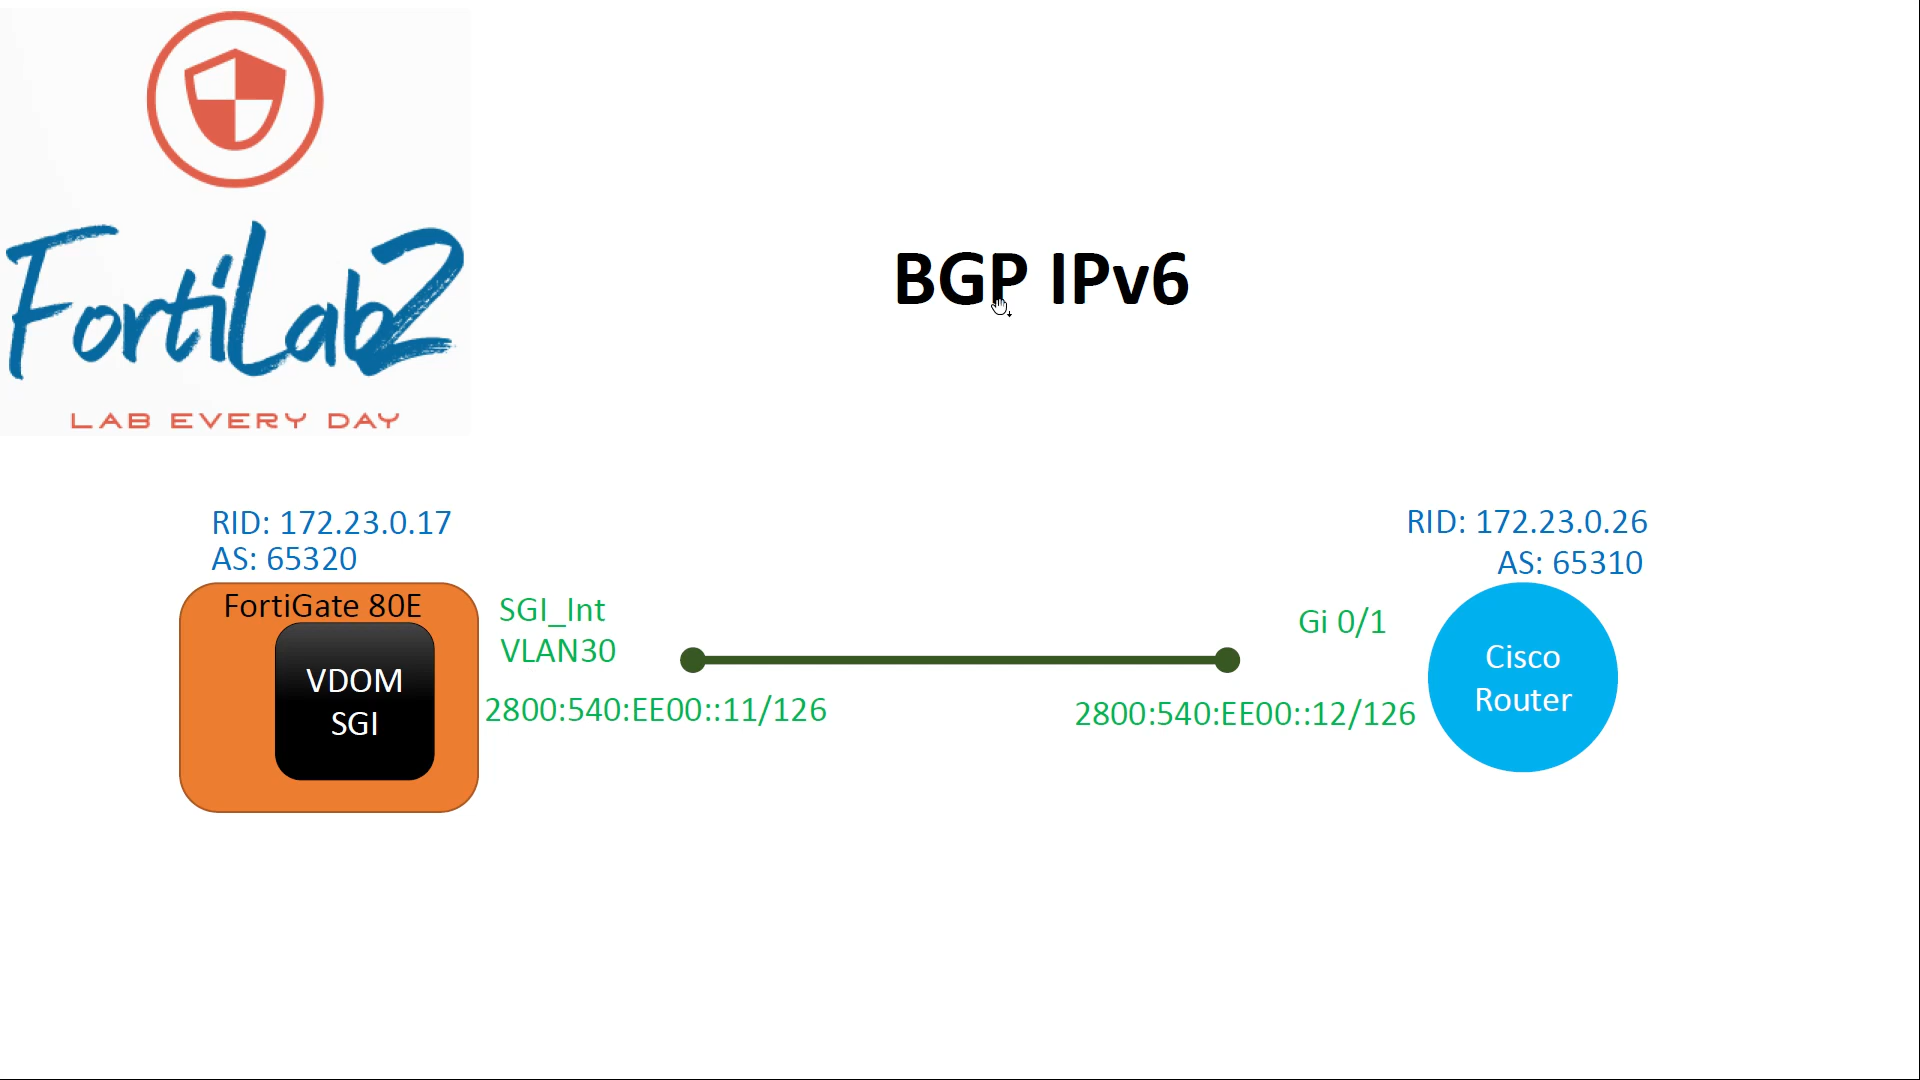 FortiLab2
LAB EVERY DAY
BGP IPv6
RID: 172.23.0.17
AS: 65320
FortiGate 80E
VDOM
SGI
SGI_Int
VLAN30
2800:540:EE00::11/126
RID: 172.23.0.26
AS: 65310
Gi 0/1
2800:540:EE00::12/126
Cisco
Router